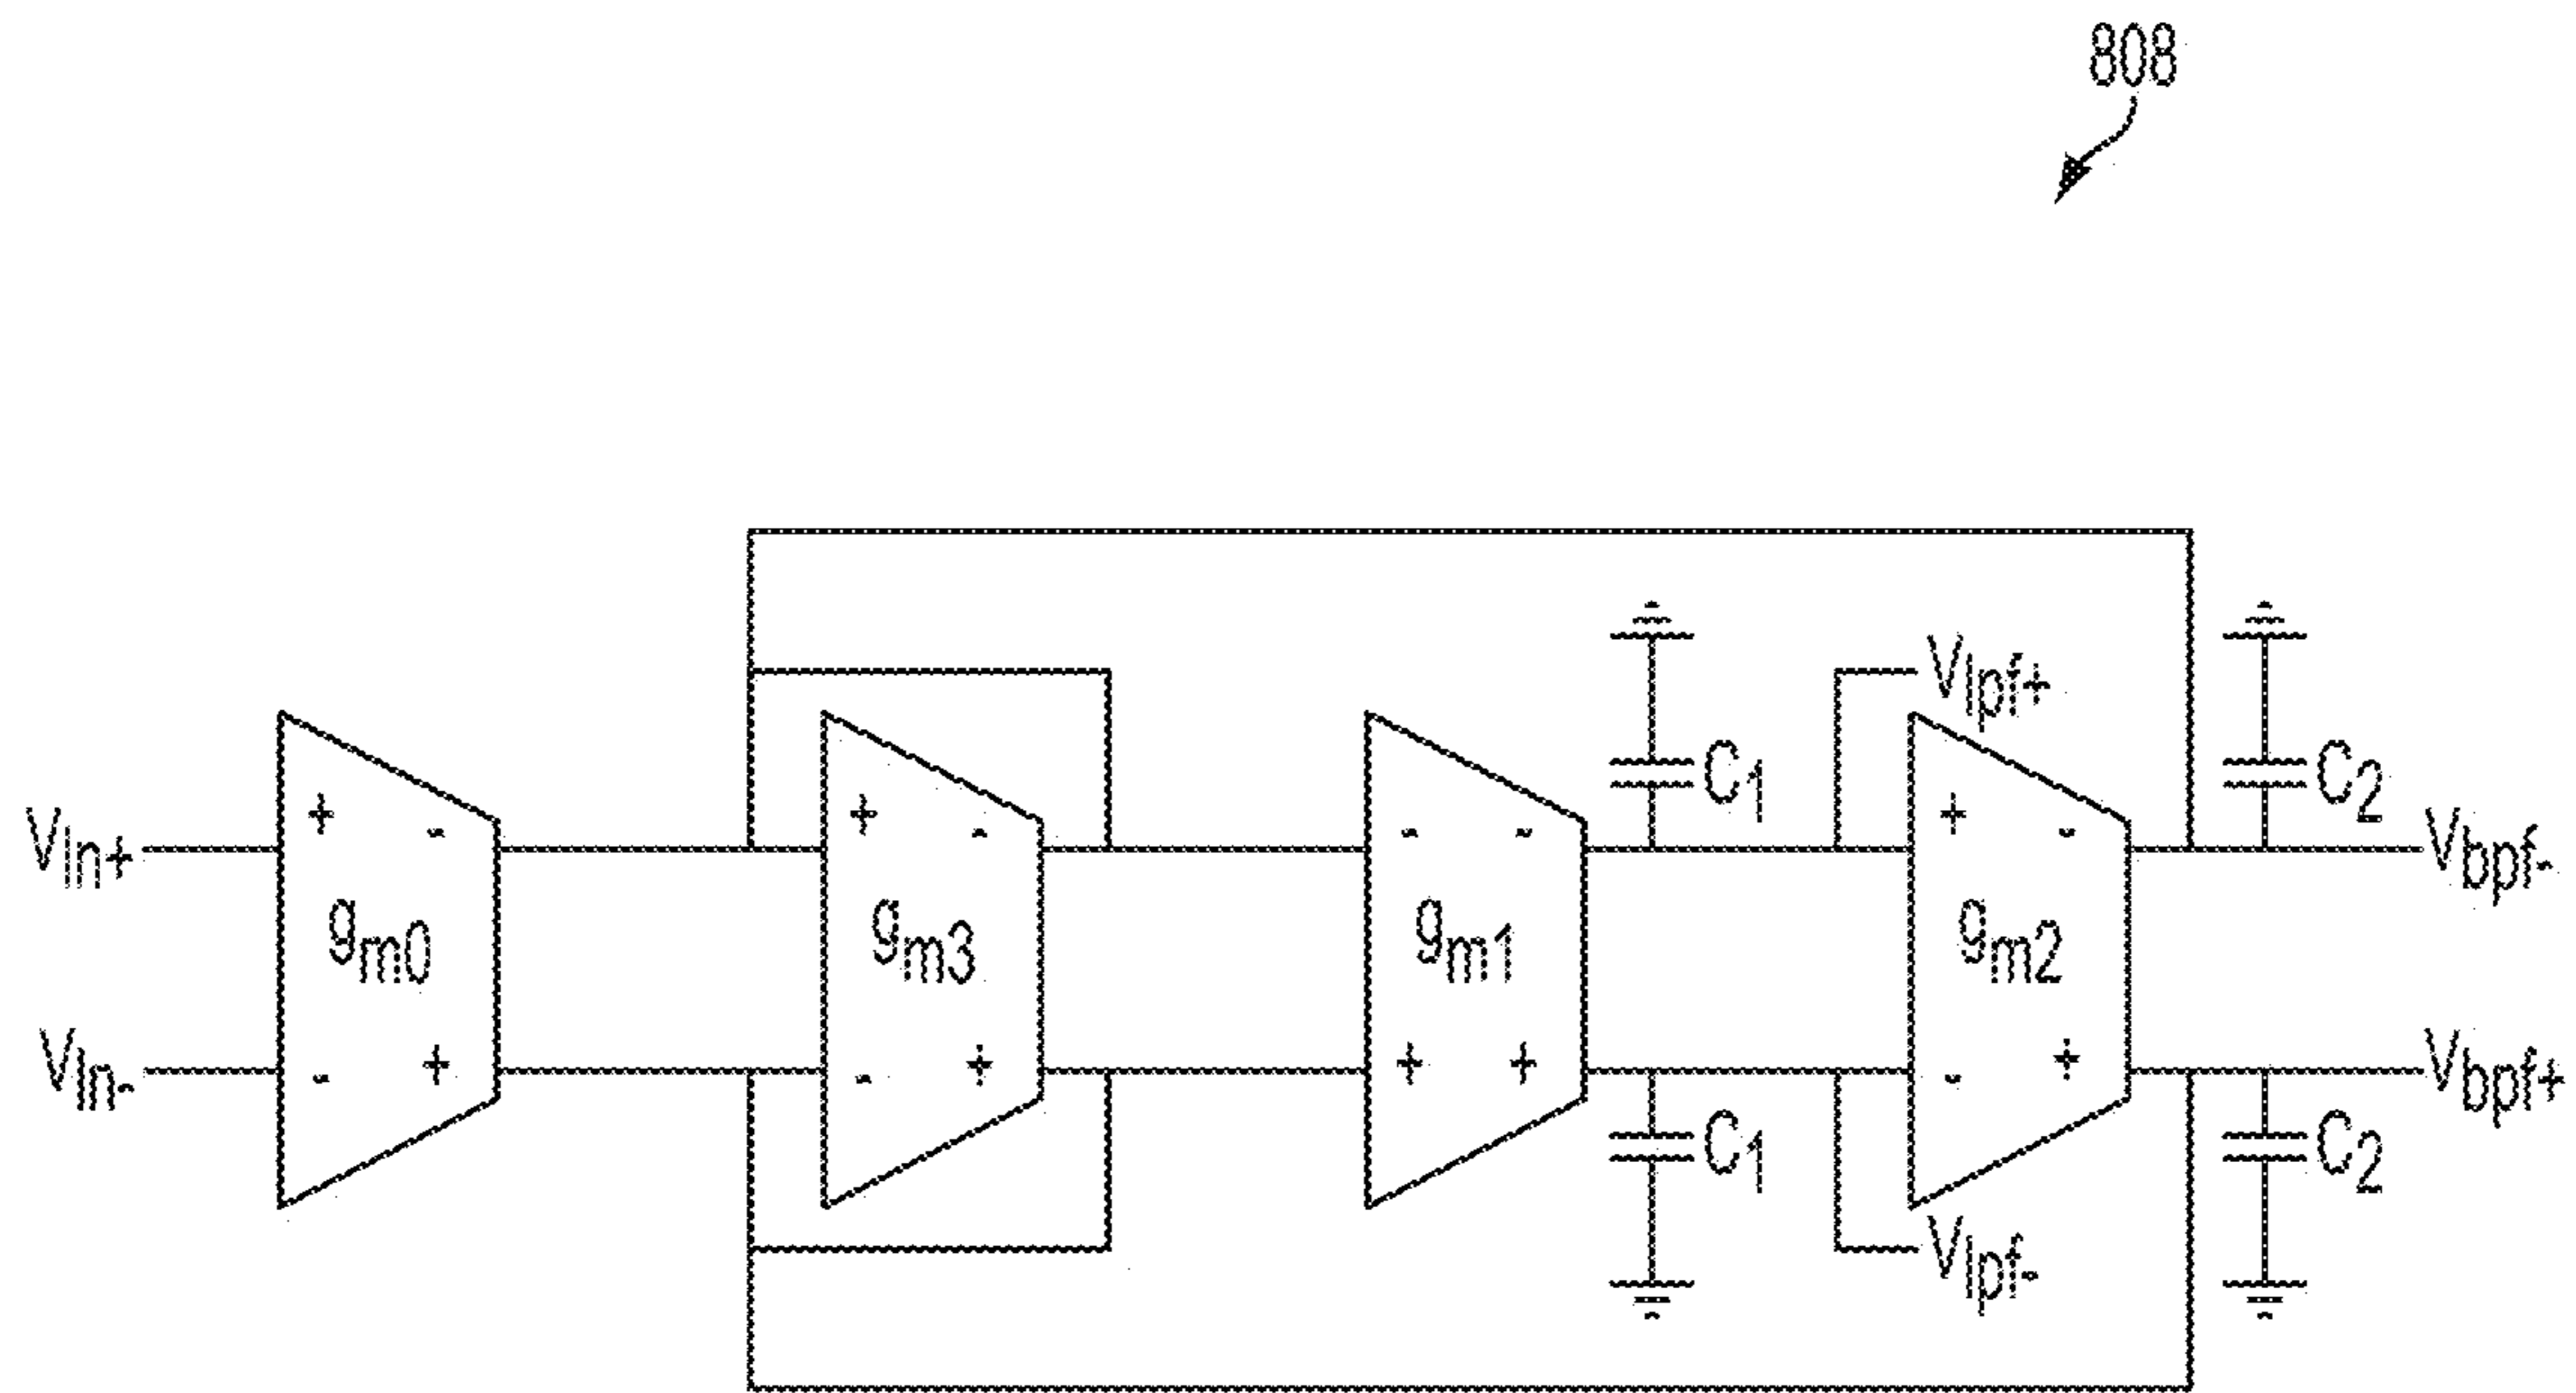 808
Vlpf+
C1
C2
+ - + - - - + -
Vin+
Vbpf-
gm0
gm3
gm1
gm2
Vin-
- + - + + + - +
Vbpf+
C1
C2
Vlpf-